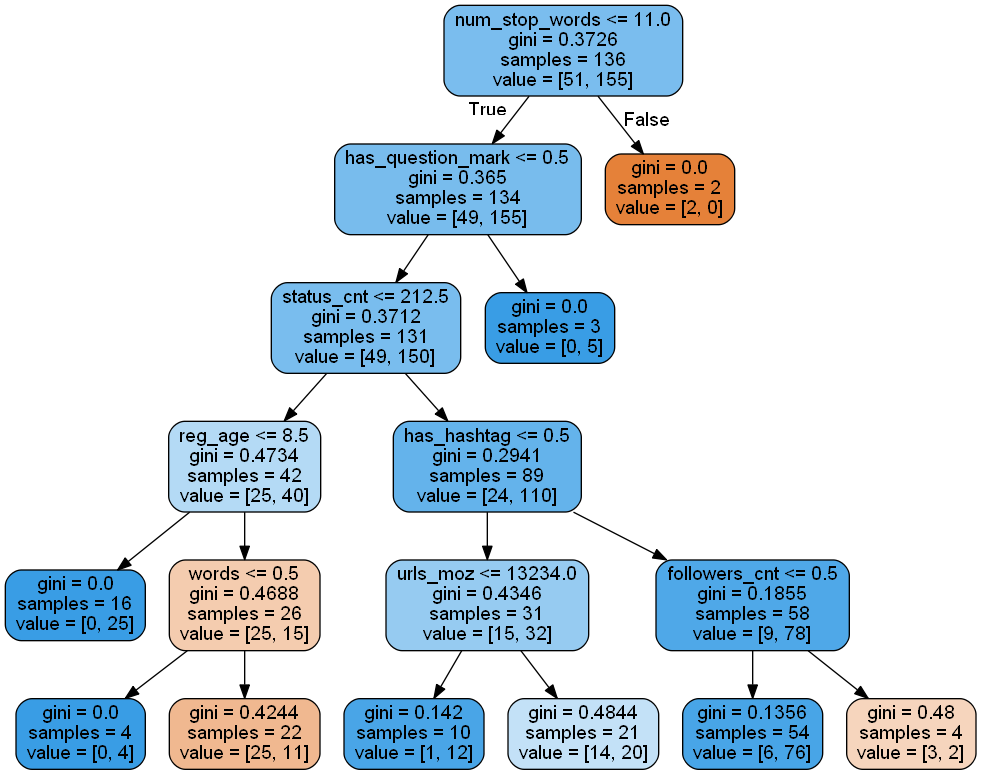 num_stop_words <= 11.0
gini = 0.3726
samples = 136
value = [51, 155]
True
False
has_question_mark <= 0.5
gini = 0.365
samples = 134
value = [49, 155]
gini = 0.0
samples = 2
value = [2, 0]
status_cnt <= 212.5
gini = 0.3712
samples = 131
value = [49, 150]
gini = 0.0
samples = 3
value = [0, 5]
reg_age <= 8.5
gini = 0.4734
samples = 42
value = [25, 40]
has_hashtag <= 0.5
gini = 0.2941
samples = 89
value = [24, 110]
gini = 0.0
samples = 16
value = [0, 25]
words <= 0.5
gini = 0.4688
samples = 26
value = [25, 15]
urls_moz <= 13234.0
gini = 0.4346
samples = 31
value = [15, 32]
followers_cnt <= 0.5
gini = 0.1855
samples = 58
value = [9, 78]
gini = 0.0
samples = 4
value = [0, 4]
gini = 0.4244
samples = 22
value = [25, 11]
gini = 0.142
samples = 10
value = [1, 12]
gini = 0.4844
samples = 21
value = [14, 20]
gini = 0.1356
samples = 54
value = [6, 76]
gini = 0.48
samples = 4
value = [3, 2]